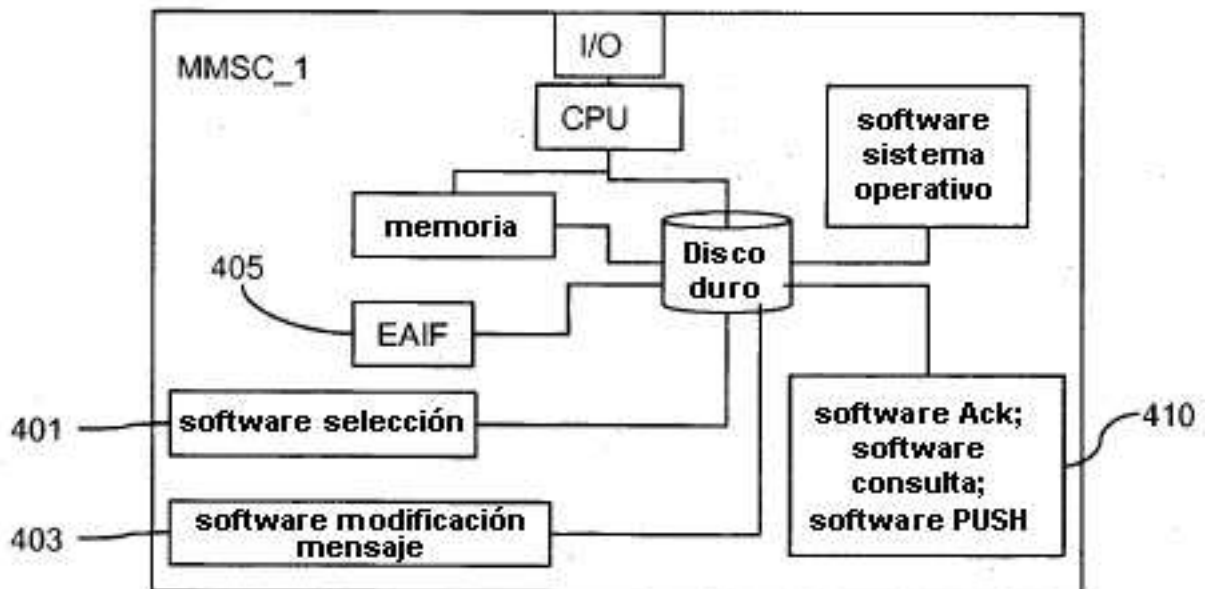 I/O
MMSC_1
CPU
software
sistema
operativo
memoria
Disco
duro
405
EAIF
401
software selección
software Ack;
software
consulta;
software PUSH
410
403
software modificación
mensaje